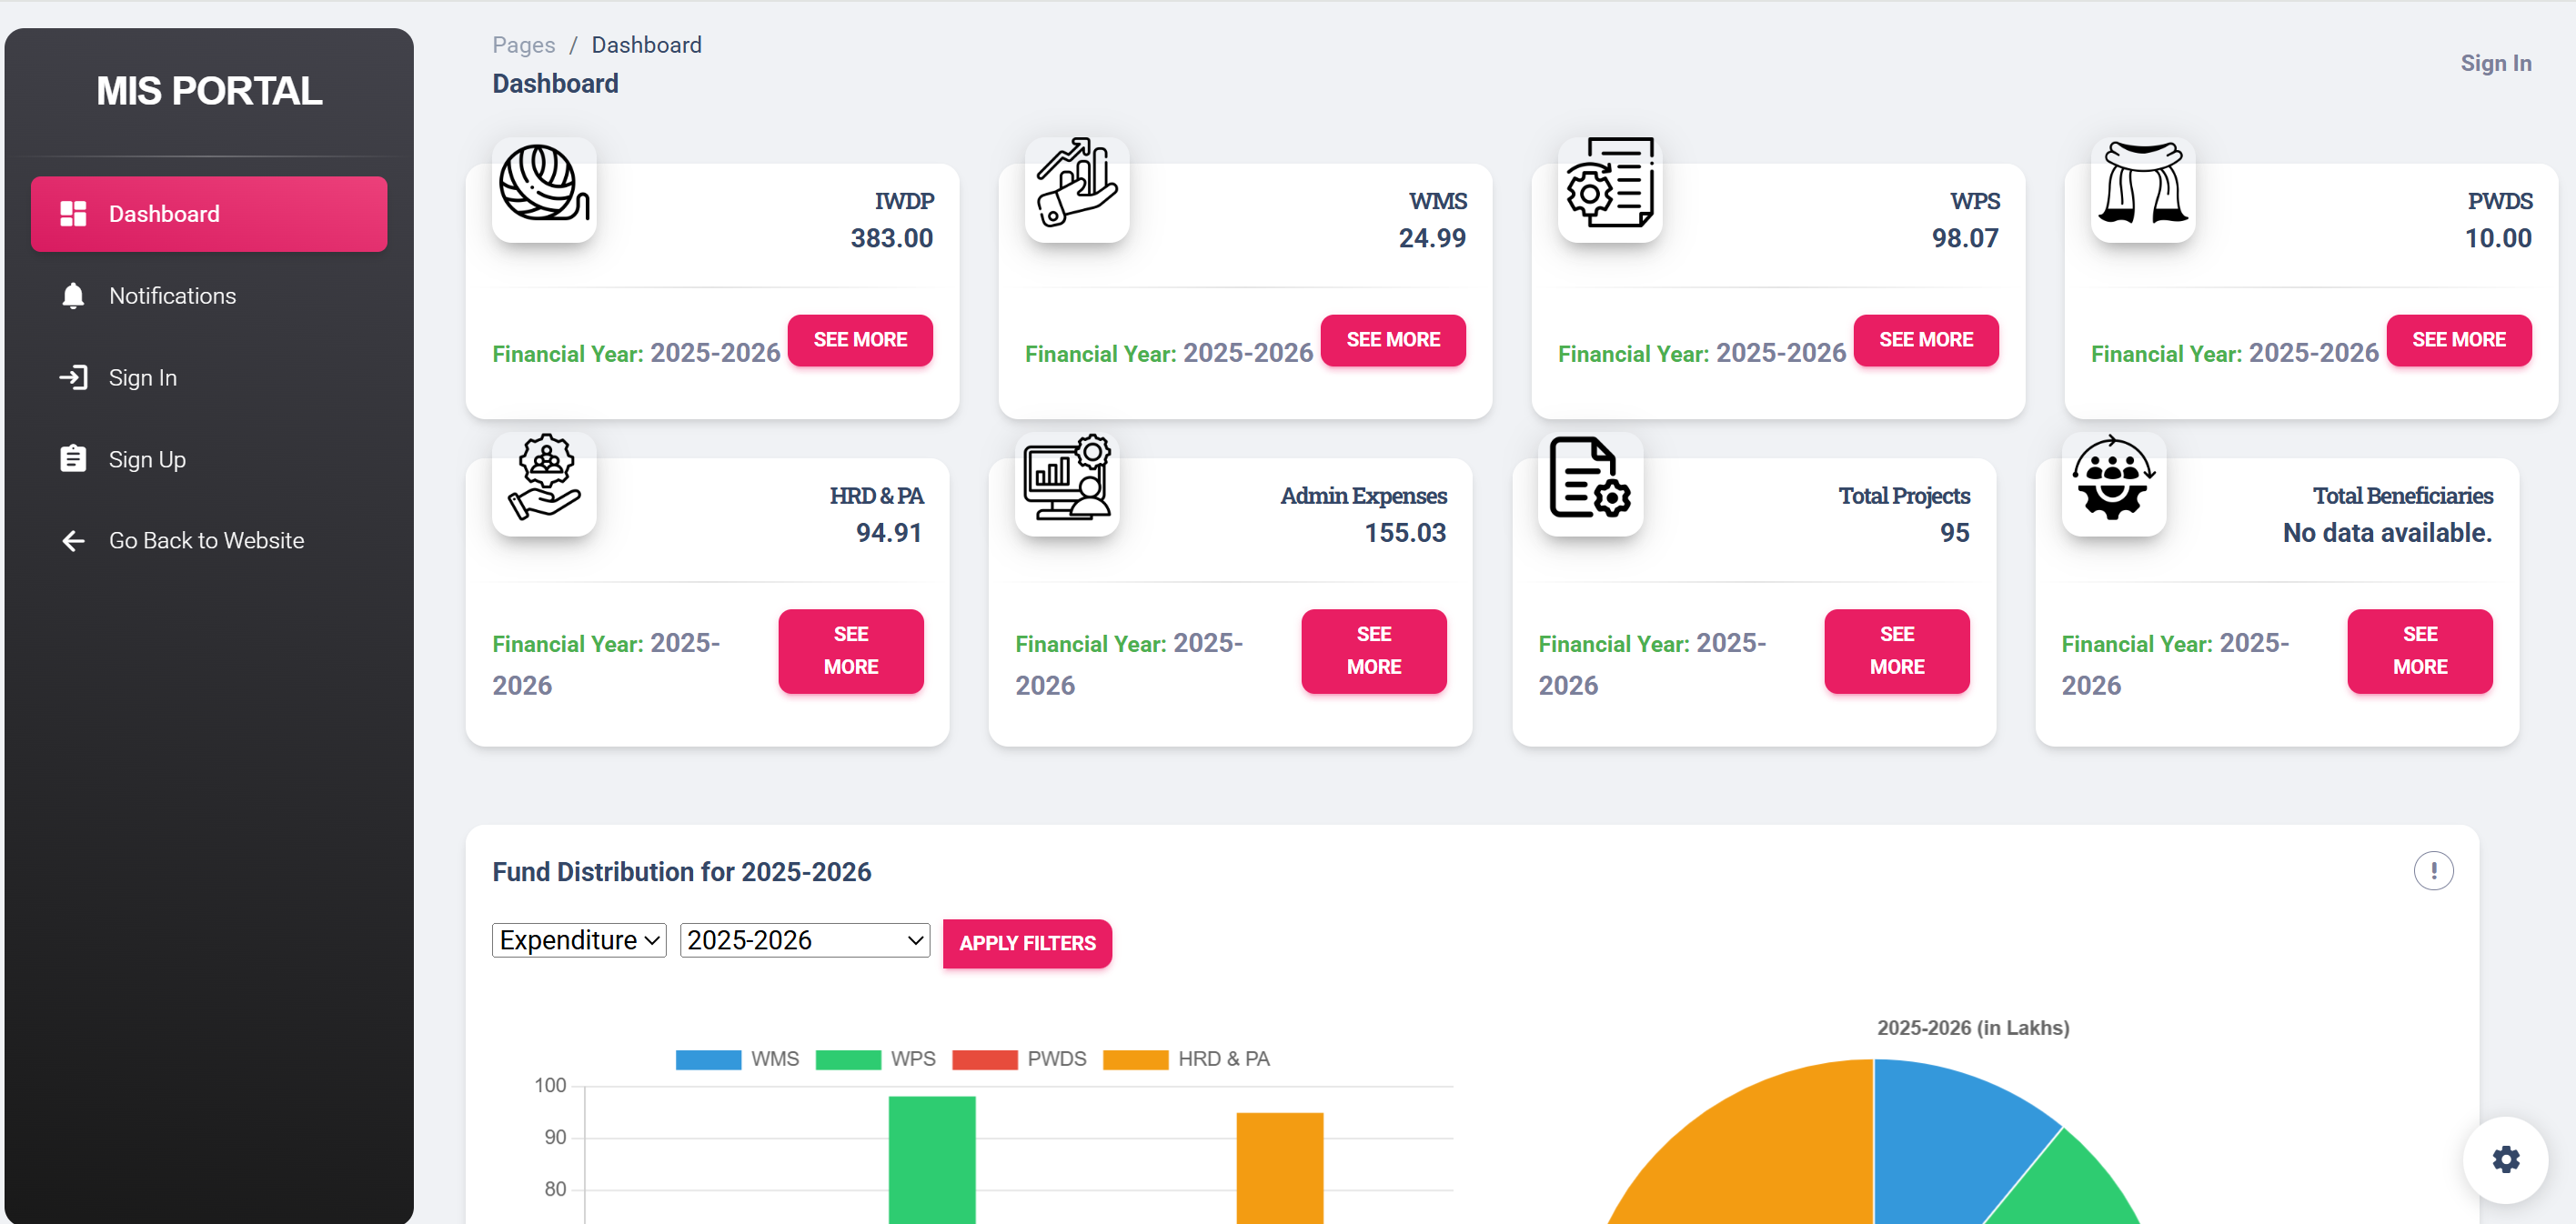 MIS PORTAL
Dashboard
Notifications
Sign In
Sign Up
Go Back to Website
Pages / Dashboard
Dashboard
Sign In
IWDP
383.00
Financial Year: 2025-2026 SEE MORE
WMS
24.99
Financial Year: 2025-2026 SEE MORE
WPS
98.07
Financial Year: 2025-2026 SEE MORE
PWDS
10.00
Financial Year: 2025-2026 SEE MORE
HRD & PA
94.91
Financial Year: 2025-
2026
SEE
MORE
Admin Expenses
155.03
Financial Year: 2025-
2026
SEE
MORE
Total Projects
95
Financial Year: 2025-
2026
SEE
MORE
Total Beneficiaries
No data available.
Financial Year: 2025-
2026
SEE
MORE
Fund Distribution for 2025-2026
!
Expenditure 2025-2026 APPLY FILTERS
WMS WPS PWDS HRD & PA
100
90
80
2025-2026 (in Lakhs)